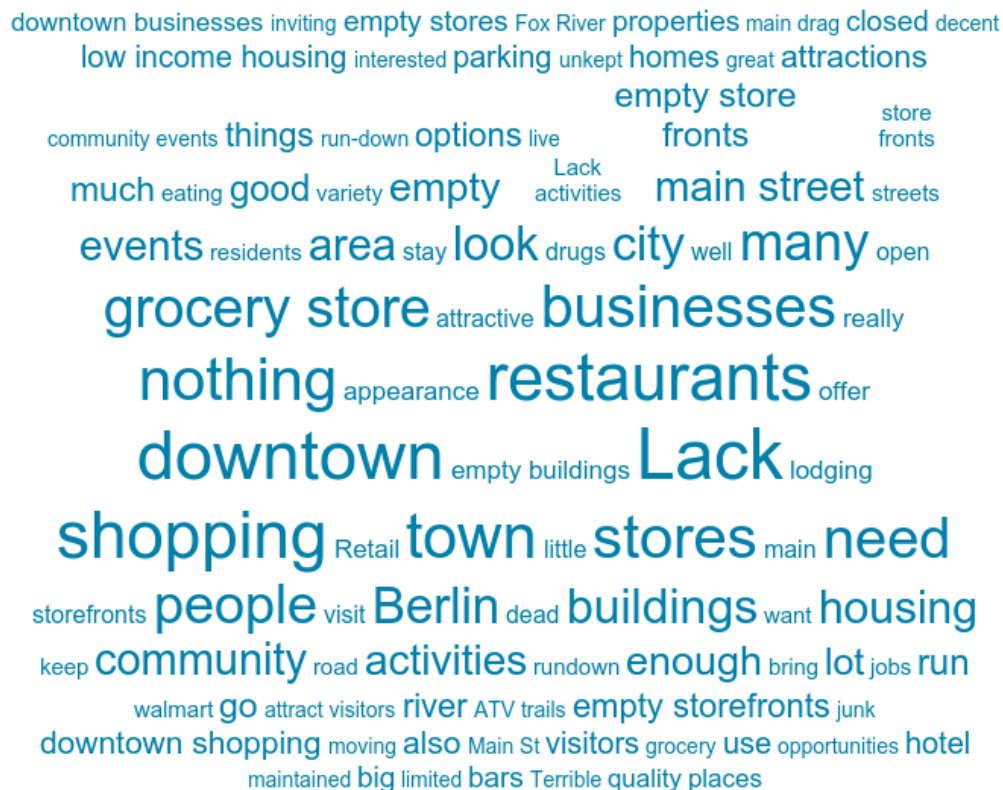 downtown businesses inviting empty stores Fox River properties main drag closed decent
low income housing interested parking unkept homes great attractions
community events things run-down options live empty store fronts store fronts
much eating good variety empty Lack activities main street streets
events residents area stay look drugs city well many open
grocery store attractive businesses really
nothing appearance restaurants offer
downtown empty buildings Lack lodging
shopping Retail town little stores main need
storefronts people visit Berlin dead buildings want housing
keep community road activities rundown enough bring lot jobs run
walmart go attract visitors river ATV trails empty storefronts junk
downtown shopping moving also Main St visitors grocery use opportunities hotel
maintained big limited bars Terrible quality places